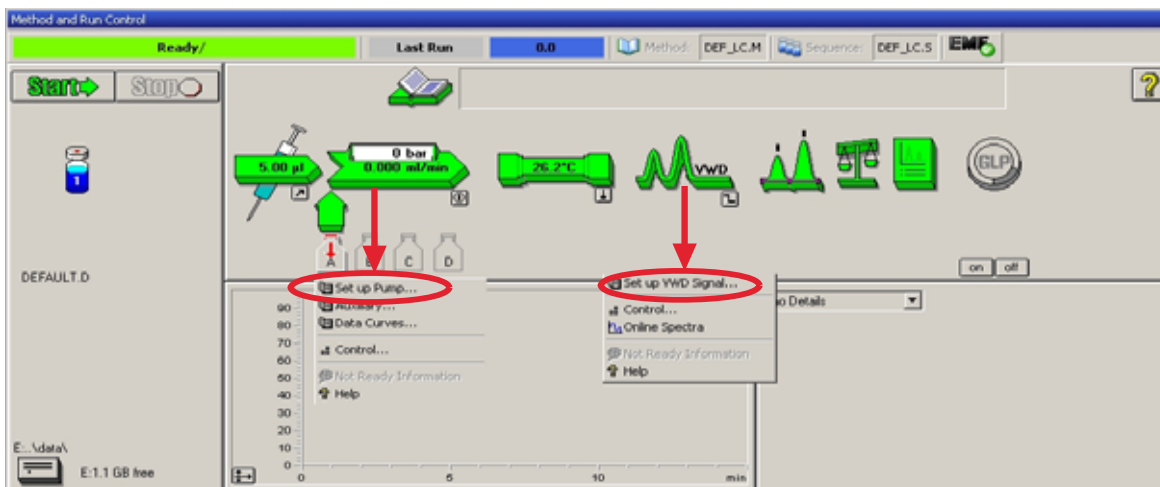 Method and Run Control
Ready/ Last Run 0.0 Method: DEF_LC.M Sequence: DEF_LC.S EMF
Start Stop
?
5.00 µl 0 bar 0.000 ml/min 26.2°C VWD GLP
1
A B C D
DEFAULT.D
on off
Set up Pump...
Auxiliary...
Data Curves...
Control...
Not Ready Information
Help
Set up VWD Signal...
Control...
Online Spectra
Not Ready Information
Help
o Details
90
80
70
60
50
40
30
20
10
0
0 5 10 min
E:..\data\
E:1.1 GB free